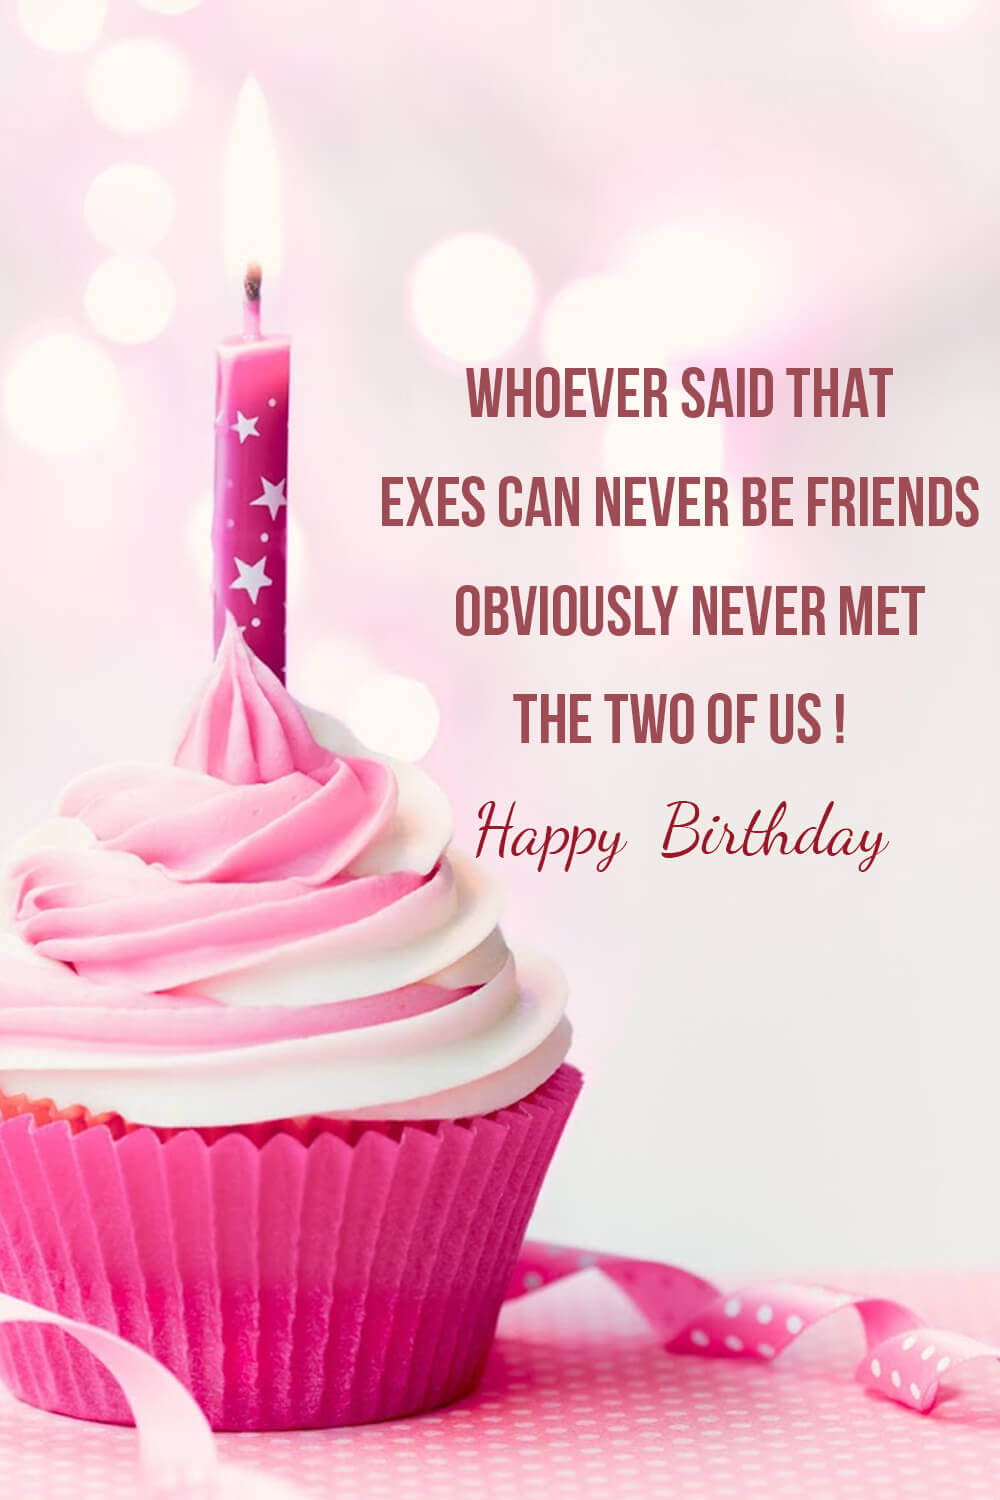 WHOEVER SAID THAT
EXES CAN NEVER BE FRIENDS
OBVIOUSLY NEVER MET
THE TWO OF US !
Happy Birthday